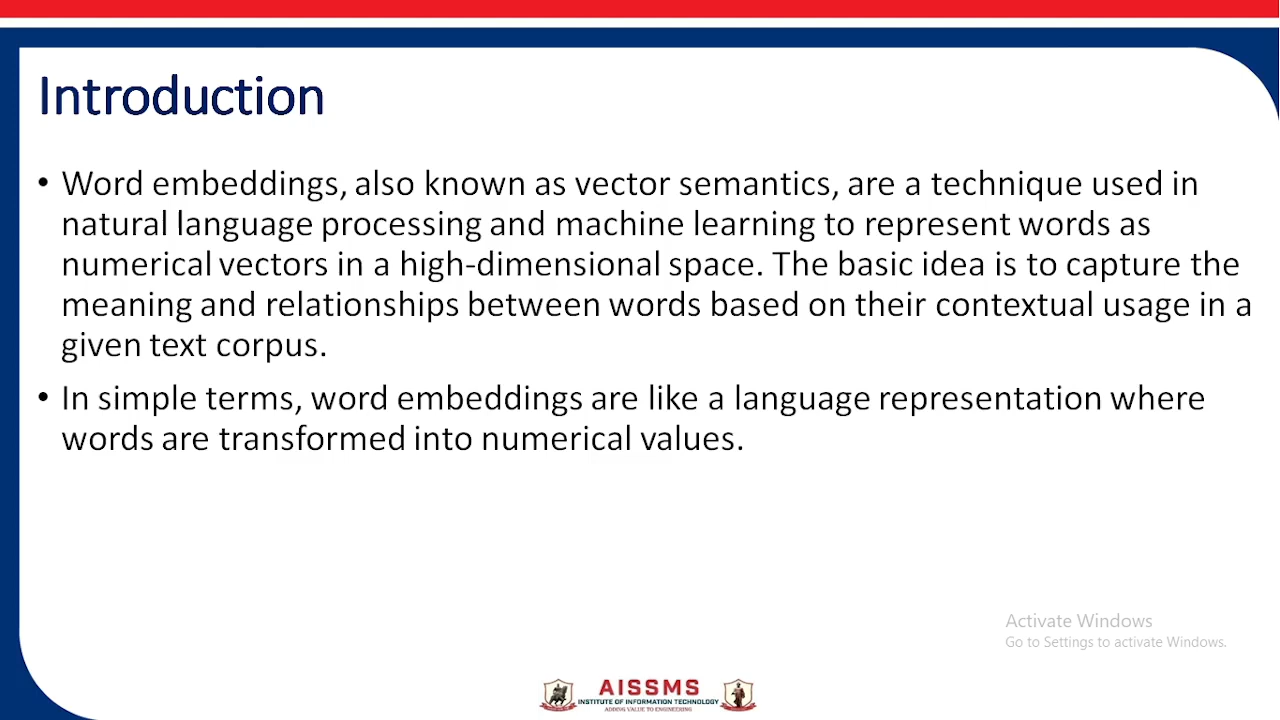 Introduction
• Word embeddings, also known as vector semantics, are a technique used in
natural language processing and machine learning to represent words as
numerical vectors in a high-dimensional space. The basic idea is to capture the
meaning and relationships between words based on their contextual usage in a
given text corpus.
• In simple terms, word embeddings are like a language representation where
words are transformed into numerical values.
Activate Windows
Go to Settings to activate Windows.
AISSMS
INSTITUTE OF INFORMATION TECHNOLOGY
ADDING VALUE TO ENGINEERING